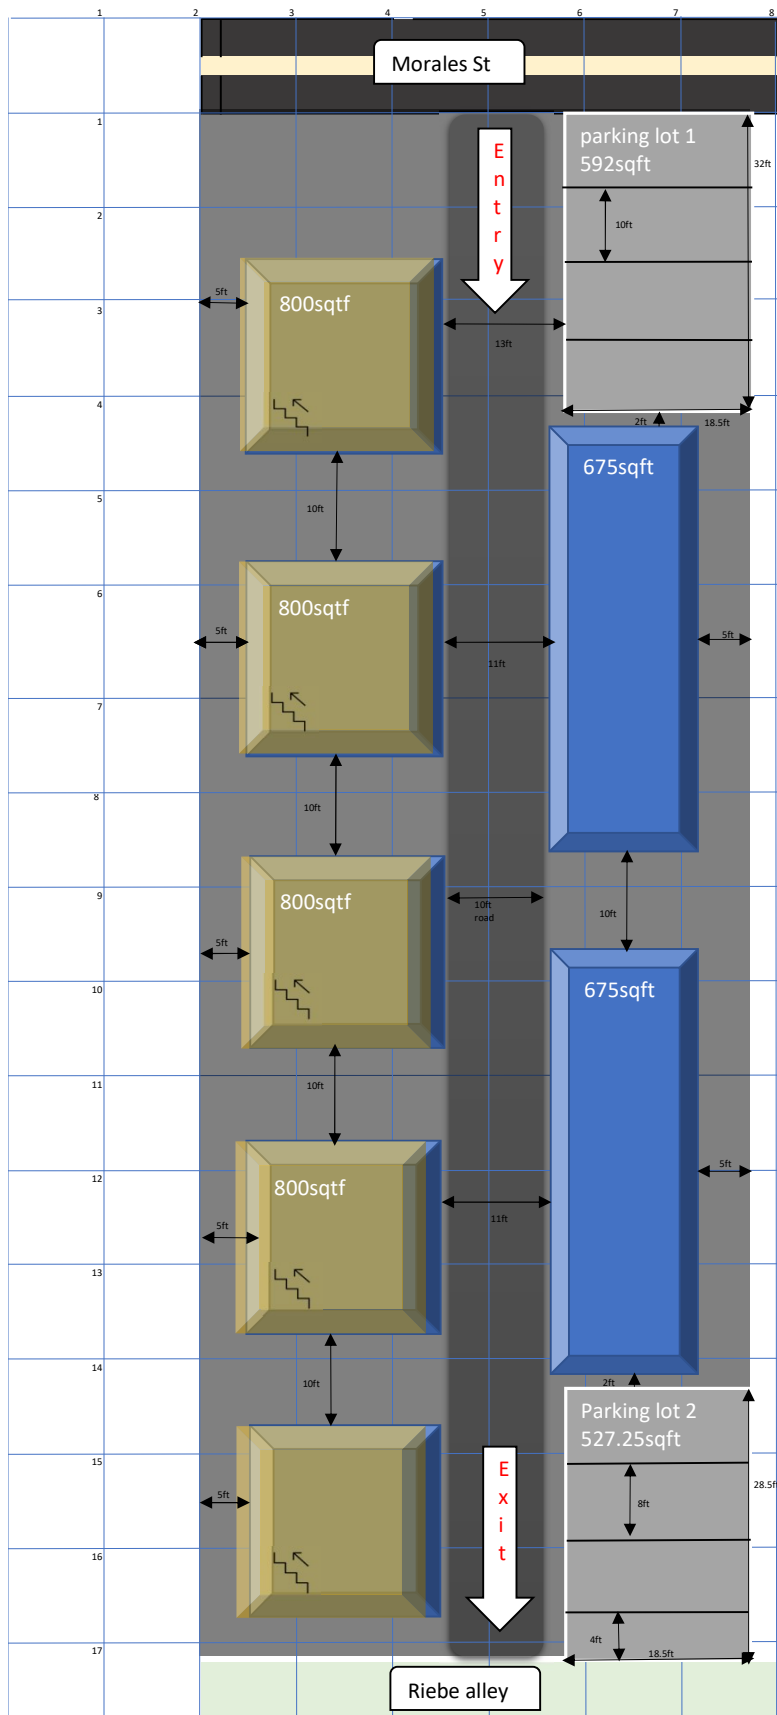 1 2 3 4 5 6 7 8
Morales St
1
Entry
parking lot 1
592sqft
32ft
2
10ft
5ft
800sqtf
3
13ft
4
2ft
18.5ft
675sqft
5
10ft
6
800sqtf
5ft
11ft
5ft
7
8
10ft
9
800sqtf
10ft
road
10ft
5ft
10
675sqft
11
10ft
12
800sqtf
5ft
5ft
11ft
13
14
10ft
2ft
Parking lot 2
527.25sqft
15
Exit
28.5ft
5ft
8ft
16
4ft
17
18.5ft
Riebe alley